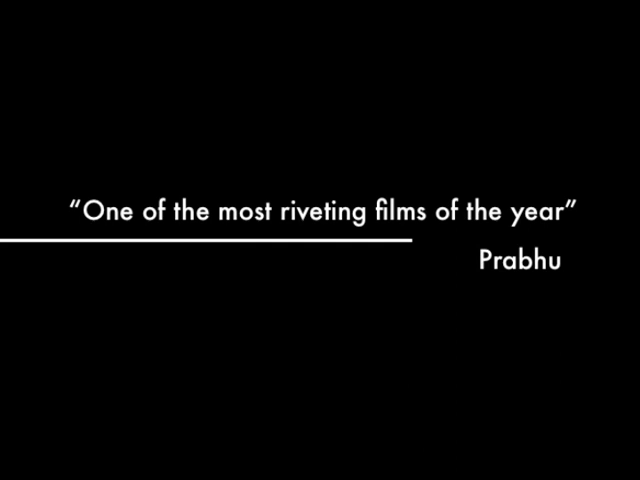 “One of the most riveting films of the year”
Prabhu